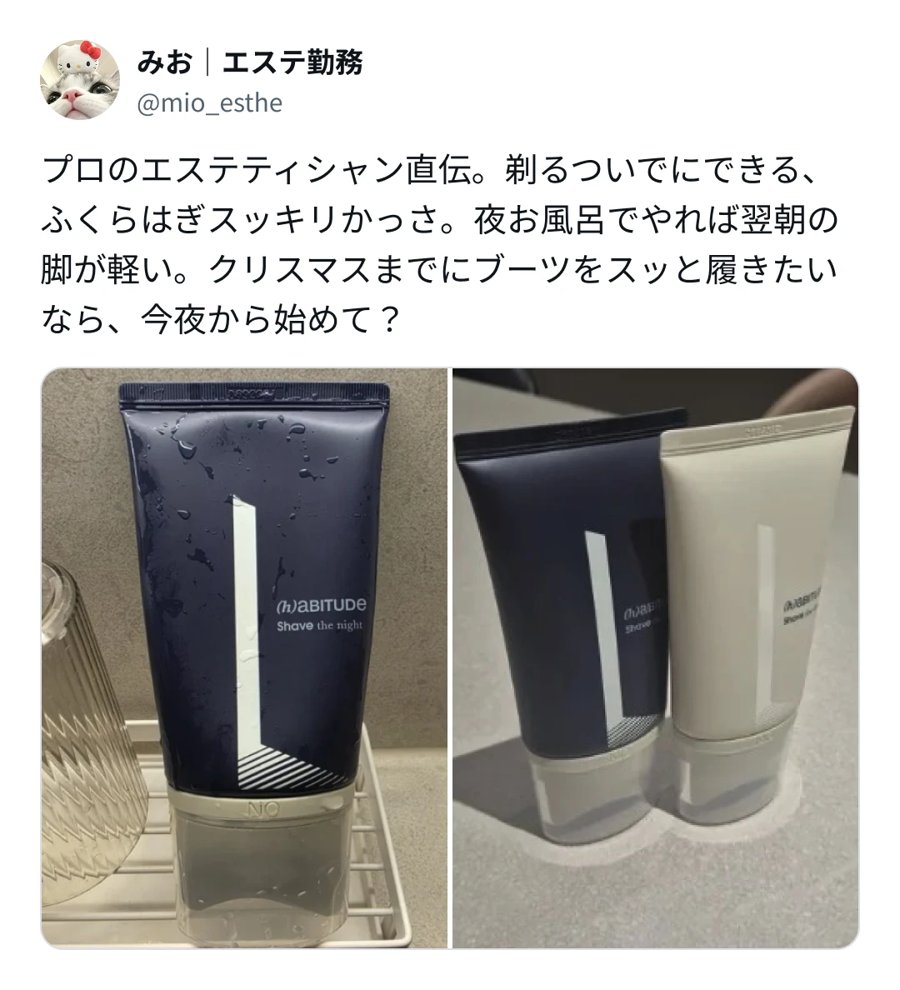 みお｜エステ勤務
@mio_esthe
プロのエステティシャン直伝。剃るついでにできる、
ふくらはぎスッキリかっさ。夜お風呂でやれば翌朝の
脚が軽い。クリスマスまでにブーツをスッと履きたい
なら、今夜から始めて？
(h)ABITUDE
Shave the night
NO
(h)ABITU
Shave
(h)ABITU
Shave